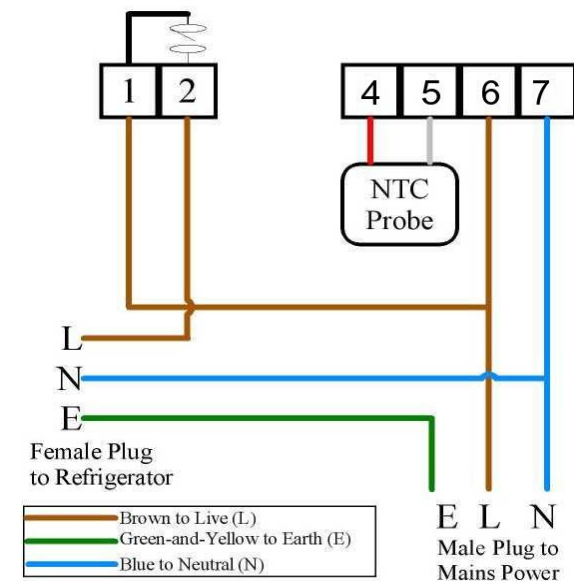 1 2 4 5 6 7
NTC
Probe
L
N
E
Female Plug
to Refrigerator
E L N
Male Plug to
Mains Power
Brown to Live (L)
Green-and-Yellow to Earth (E)
Blue to Neutral (N)